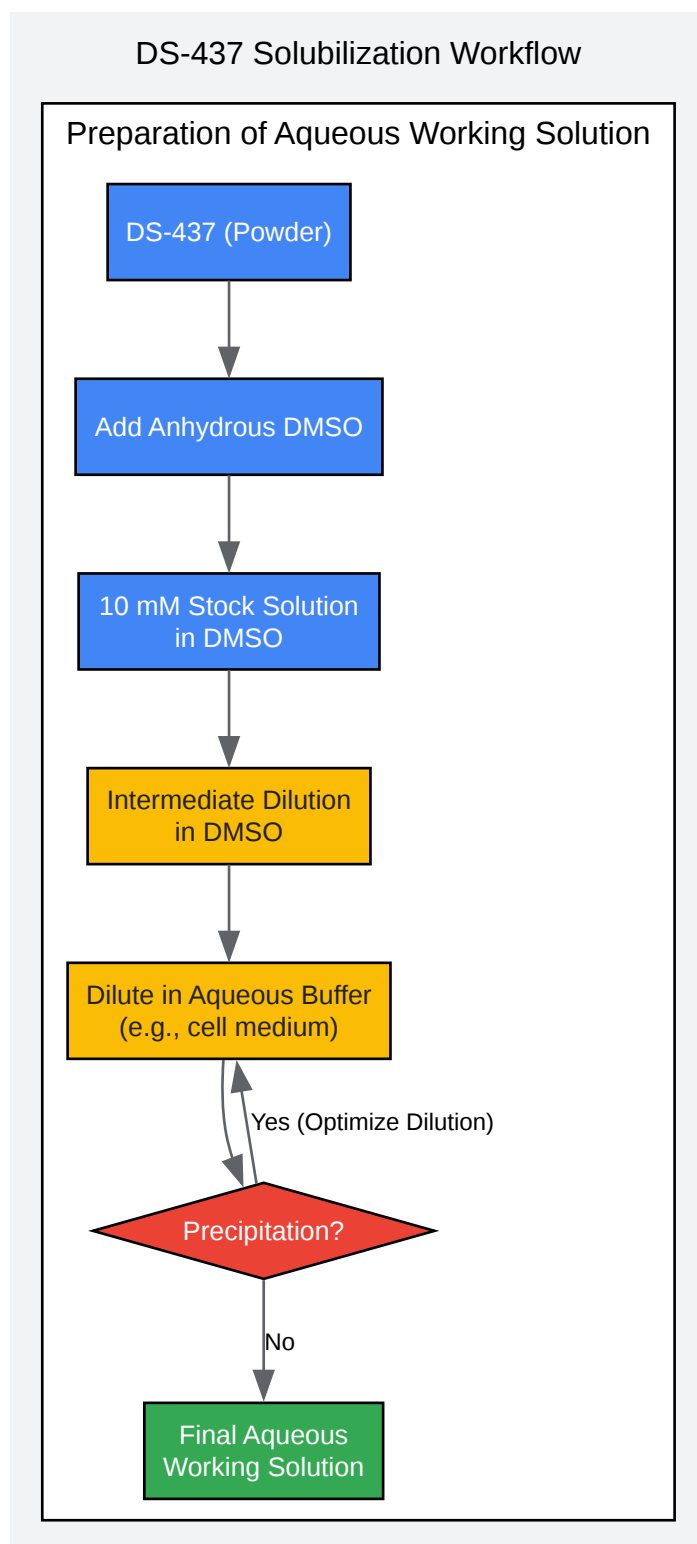 DS-437 Solubilization Workflow
Preparation of Aqueous Working Solution
DS-437 (Powder)
Add Anhydrous DMSO
10 mM Stock Solution
in DMSO
Intermediate Dilution
in DMSO
Dilute in Aqueous Buffer
(e.g., cell medium)
Yes (Optimize Dilution)
Precipitation?
No
Final Aqueous
Working Solution